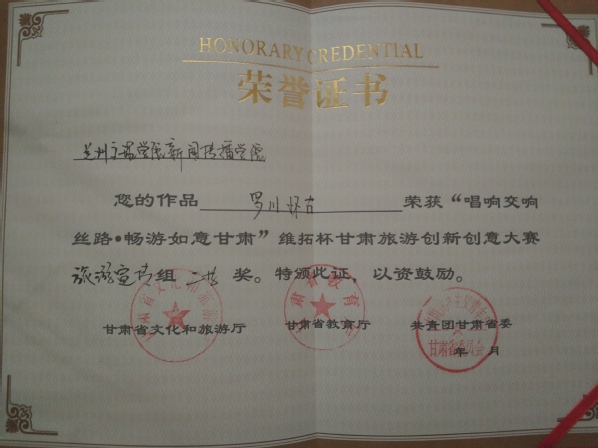 HONORARY CREDENTIAL
荣誉证书
兰州文理学院新闻传播学院
您的作品 罗川怀古 荣获“唱响交响
丝路·畅游如意甘肃”维拓杯甘肃旅游创新创意大赛
旅游宣传组 二等 奖。特颁此证，以资鼓励。
甘肃省文化和旅游厅 甘肃省教育厅 共青团甘肃省委
年 月